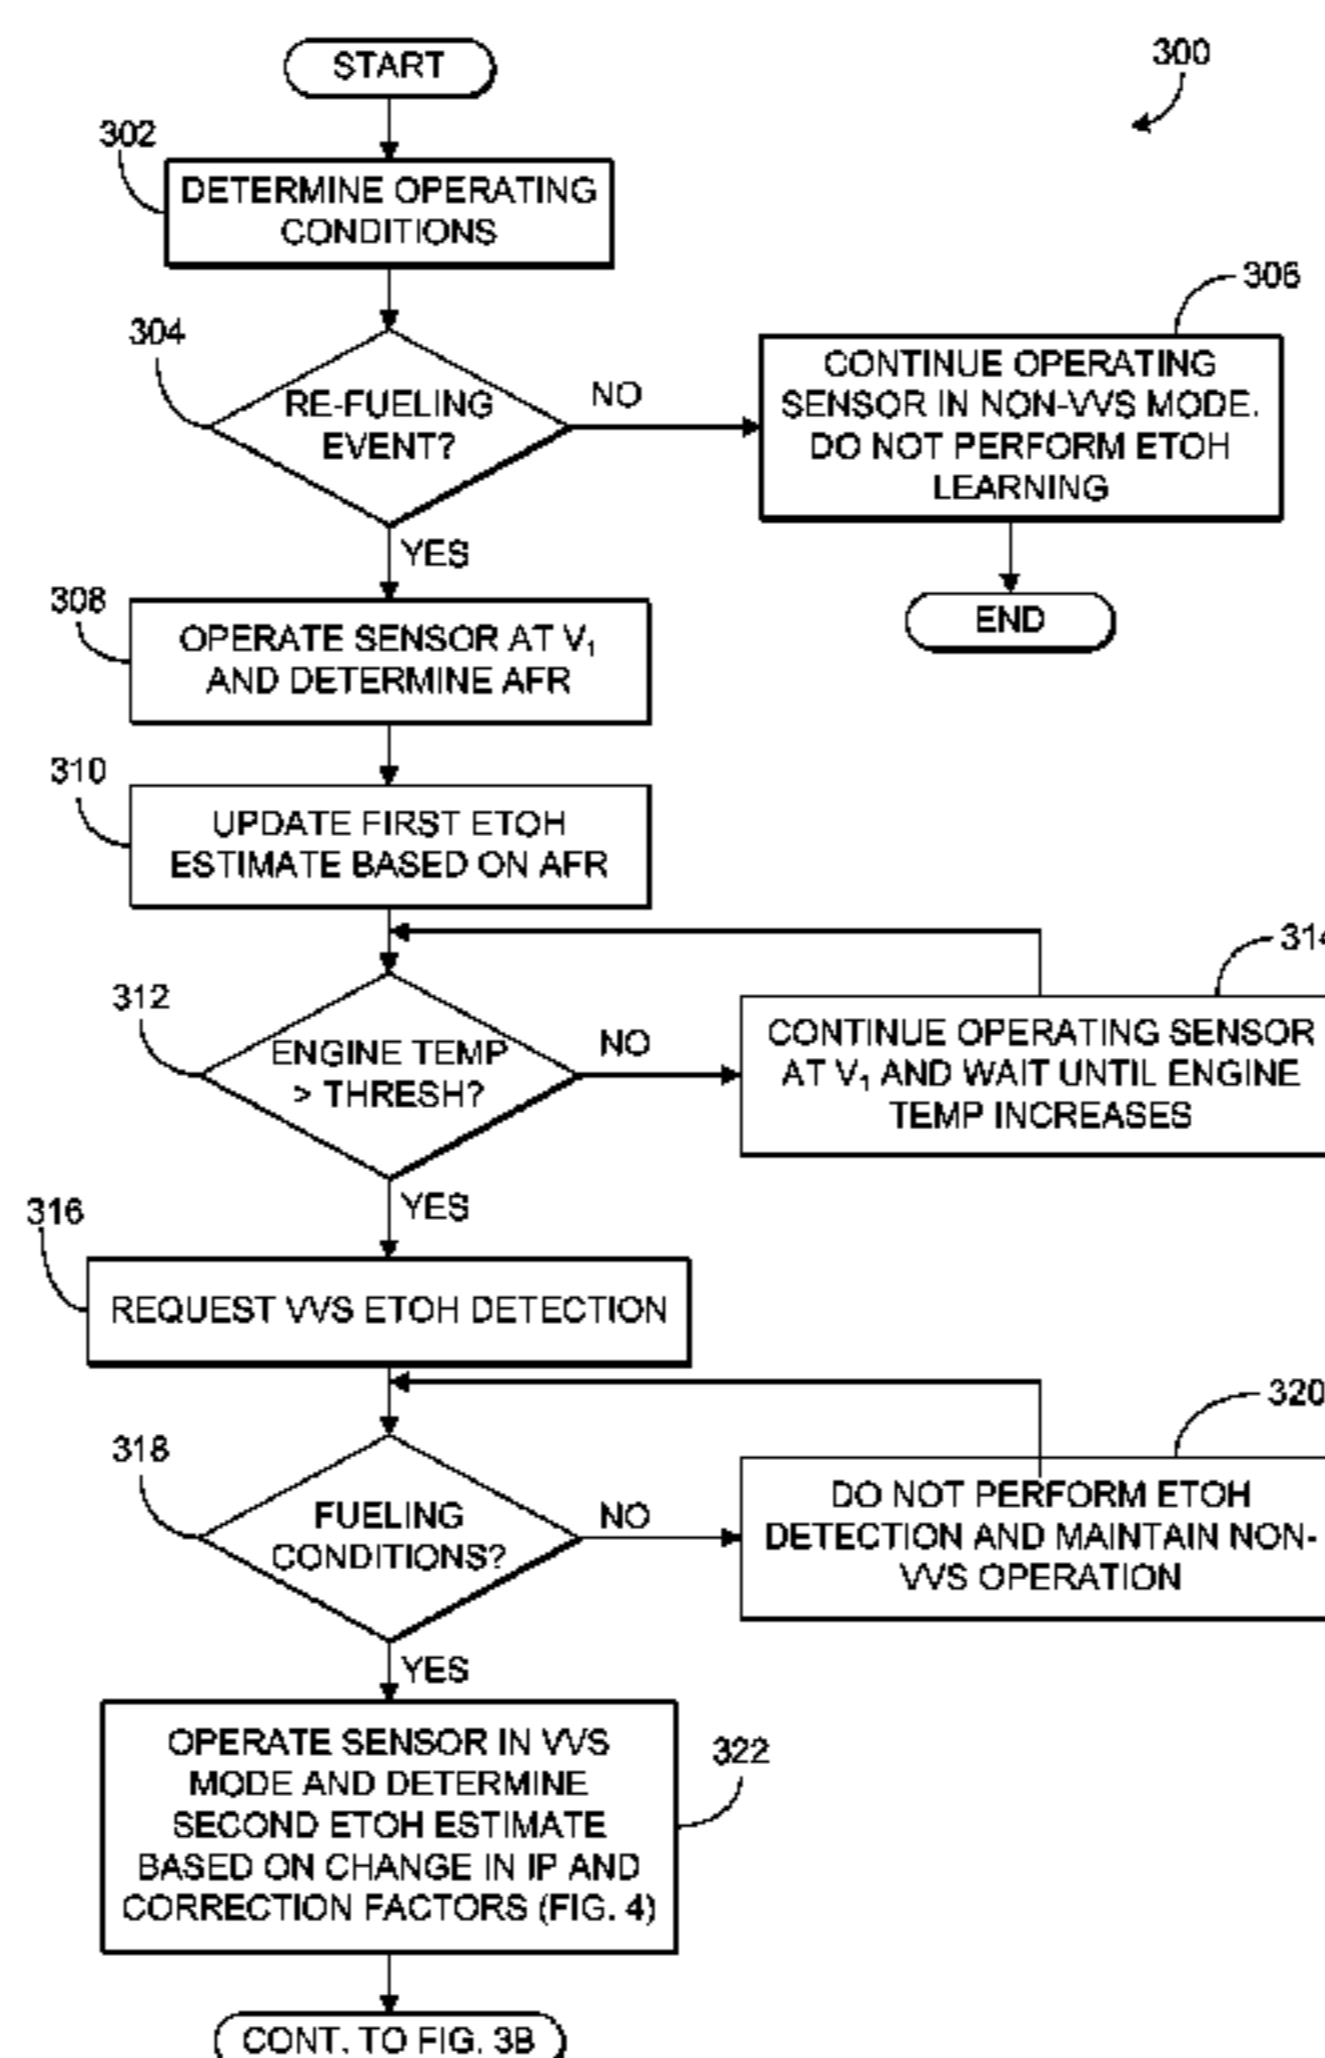 START
300
302
DETERMINE OPERATING
CONDITIONS
304
RE-FUELING
EVENT?
NO
306
CONTINUE OPERATING
SENSOR IN NON-VVS MODE.
DO NOT PERFORM ETOH
LEARNING
END
YES
308
OPERATE SENSOR AT V₁
AND DETERMINE AFR
310
UPDATE FIRST ETOH
ESTIMATE BASED ON AFR
312
ENGINE TEMP
> THRESH?
NO
314
CONTINUE OPERATING SENSOR
AT V₁ AND WAIT UNTIL ENGINE
TEMP INCREASES
YES
316
REQUEST VVS ETOH DETECTION
318
FUELING
CONDITIONS?
NO
320
DO NOT PERFORM ETOH
DETECTION AND MAINTAIN NON-
VVS OPERATION
YES
322
OPERATE SENSOR IN VVS
MODE AND DETERMINE
SECOND ETOH ESTIMATE
BASED ON CHANGE IN IP AND
CORRECTION FACTORS (FIG. 4)
CONT. TO FIG. 3B